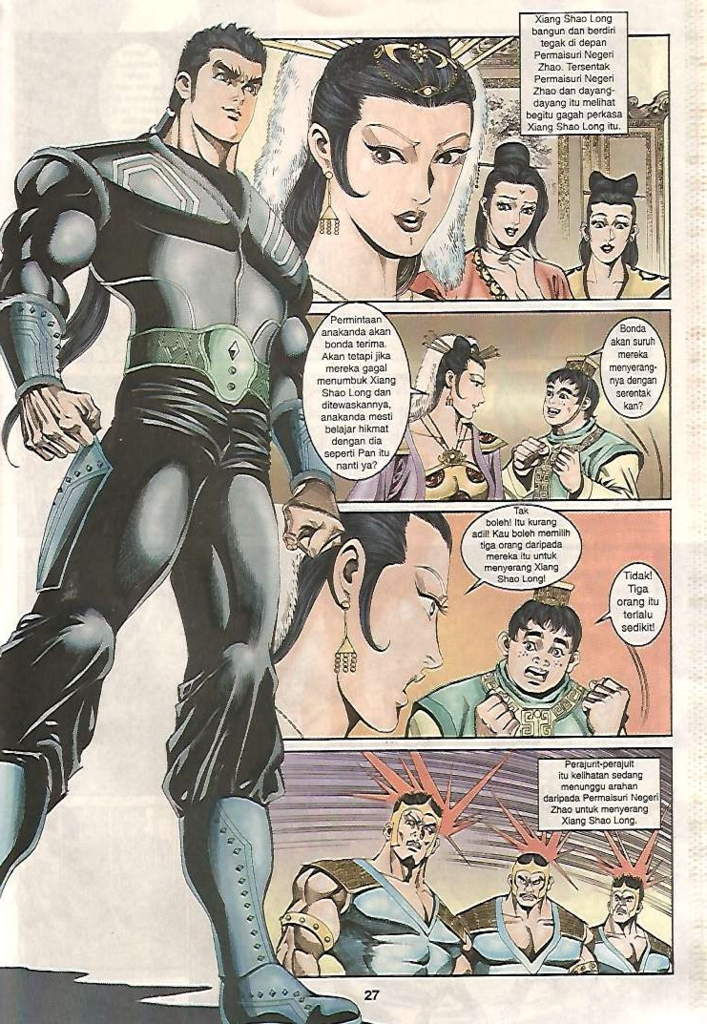 Xiang Shao Long
bangun dan berdiri
tegak di depan
Permaisuri Negeri
Zhao. Tersentak
Permaisuri Negeri
Zhao dan dayang-
dayang itu melihat
begitu gagah perkasa
Xiang Shao Long itu.
Permintaan
anakanda akan
bonda terima.
Akan tetapi jika
mereka gagal
menumbuk Xiang
Shao Long dan
ditewaskannya,
anakanda mesti
belajar hikmat
dengan dia
seperti Pan itu
nanti ya?
Bonda
akan suruh
mereka
menyerang-
nya dengan
serentak
kan?
Tak
boleh! Itu kurang
adil! Kau boleh memilih
tiga orang daripada
mereka itu untuk
menyerang Xiang
Shao Long!
Tidak!
Tiga
orang itu
terlalu
sedikit!
Perajurit-perajuit
itu kelihatan sedang
menunggu arahan
daripada Permaisuri Negeri
Zhao untuk menyerang
Xiang Shao Long.
27